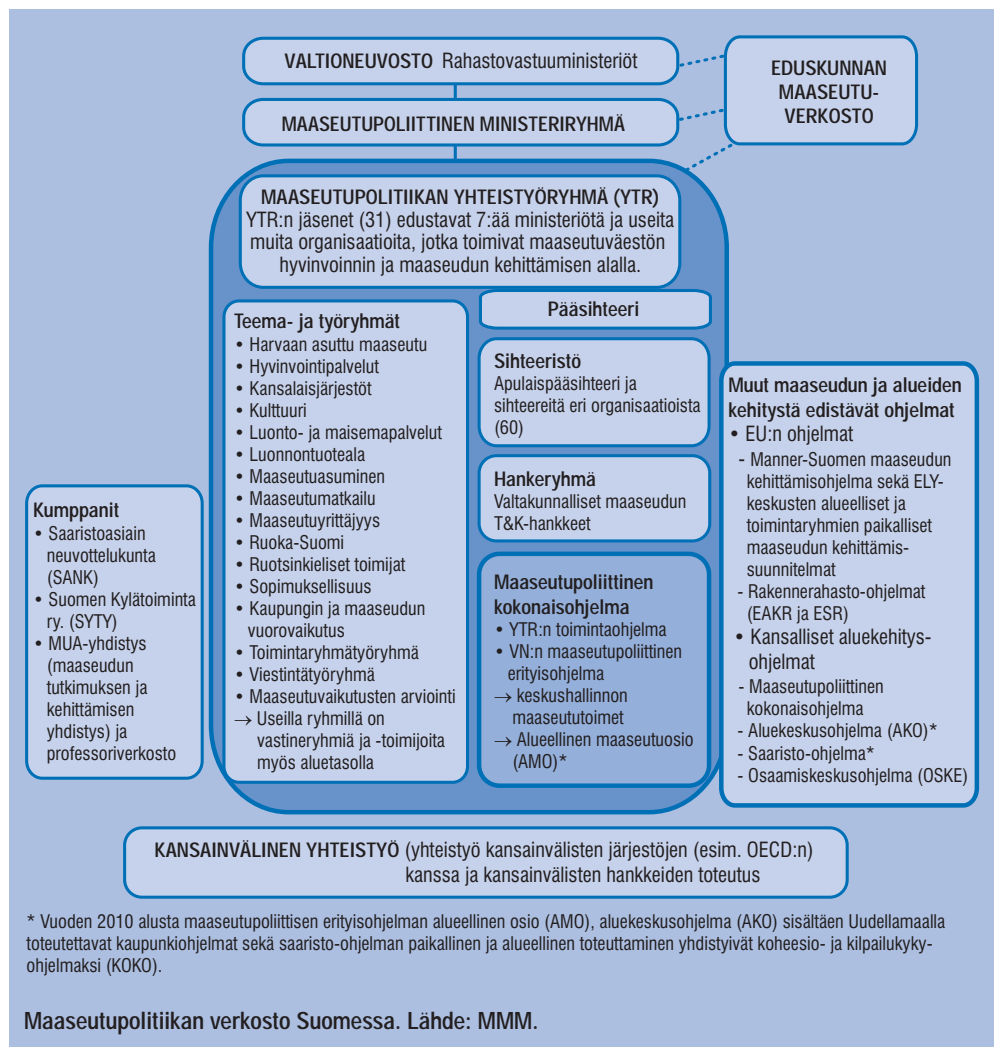 VALTIONEUVOSTO Rahastovastuuministeriöt
EDUSKUNNAN
MAASEUTU-
VERKOSTO
MAASEUTUPOLIITTINEN MINISTERIRYHMÄ
MAASEUTUPOLITIIKAN YHTEISTYÖRYHMÄ (YTR)
YTR:n jäsenet (31) edustavat 7:ää ministeriötä ja useita
muita organisaatioita, jotka toimivat maaseutuväestön
hyvinvoinnin ja maaseudun kehittämisen alalla.
Teema- ja työryhmät
• Harvaan asuttu maaseutu
• Hyvinvointipalvelut
• Kansalaisjärjestöt
• Kulttuuri
• Luonto- ja maisemapalvelut
• Luonnontuoteala
• Maaseutuasuminen
• Maaseutumatkailu
• Maaseutuyrittäjyys
• Ruoka-Suomi
• Ruotsinkieliset toimijat
• Sopimuksellisuus
• Kaupungin ja maaseudun
vuorovaikutus
• Toimintaryhmätyöryhmä
• Viestintätyöryhmä
• Maaseutuvaikutusten arviointi
→ Useilla ryhmillä on
vastineryhmiä ja -toimijoita
myös aluetasolla
Pääsihteeri
Sihteeristö
Apulaispääsihteeri ja
sihteereitä eri organisaatioista
(60)
Hankeryhmä
Valtakunnalliset maaseudun
T&K-hankkeet
Maaseutupoliittinen
kokonaisohjelma
• YTR:n toimintaohjelma
• VN:n maaseutupoliittinen
erityisohjelma
→ keskushallinnon
maaseututoimet
→ Alueellinen maaseutuosio
(AMO)*
Kumppanit
• Saaristoasiain
neuvottelukunta
(SANK)
• Suomen Kylätoiminta
ry. (SYTY)
• MUA-yhdistys
(maaseudun
tutkimuksen ja
kehittämisen
yhdistys) ja
professoriverkosto
Muut maaseudun ja alueiden
kehitystä edistävät ohjelmat
• EU:n ohjelmat
- Manner-Suomen maaseudun
kehittämisohjelma sekä ELY-
keskusten alueelliset ja
toimintaryhmien paikalliset
maaseudun kehittämis-
suunnitelmat
- Rakennerahasto-ohjelmat
(EAKR ja ESR)
• Kansalliset aluekehitys-
ohjelmat
- Maaseutupoliittinen
kokonaisohjelma
- Aluekeskusohjelma (AKO)*
- Saaristo-ohjelma*
- Osaamiskeskusohjelma (OSKE)
KANSAINVÄLINEN YHTEISTYÖ (yhteistyö kansainvälisten järjestöjen (esim. OECD:n)
kanssa ja kansainvälisten hankkeiden toteutus
* Vuoden 2010 alusta maaseutupoliittisen erityisohjelman alueellinen osio (AMO), aluekeskusohjelma (AKO) sisältäen Uudellamaalla
toteutettavat kaupunkiohjelmat sekä saaristo-ohjelman paikallinen ja alueellinen toteuttaminen yhdistyivät koheesio- ja kilpailukyky-
ohjelmaksi (KOKO).
Maaseutupolitiikan verkosto Suomessa. Lähde: MMM.